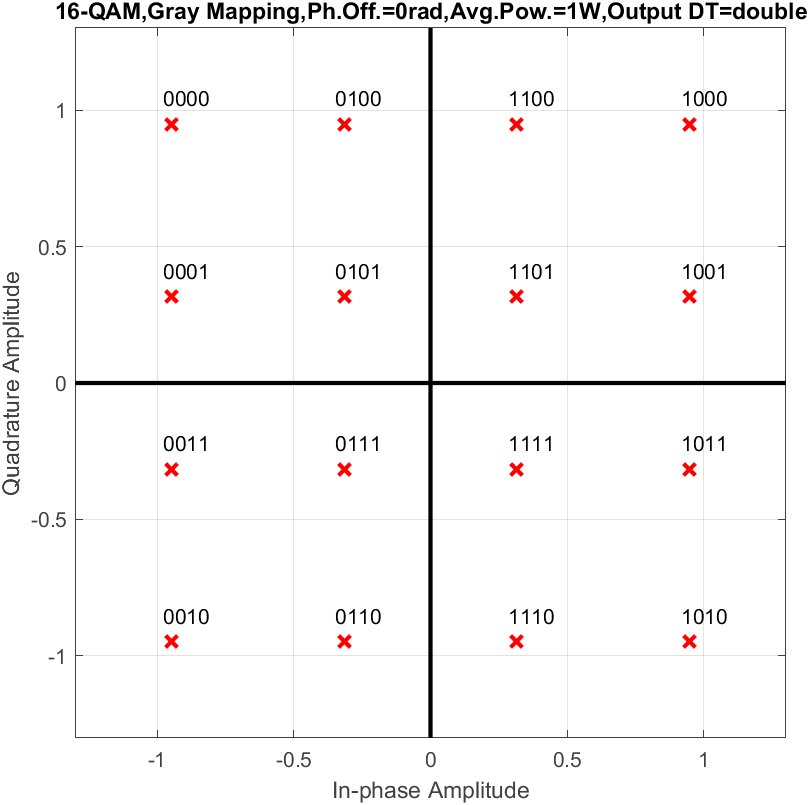 16-QAM,Gray Mapping,Ph.Off.=0rad,Avg.Pow.=1W,Output DT=double
0000 0100 1100 1000
1
0.5
0001 0101 1101 1001
Quadrature Amplitude
0
0011 0111 1111 1011
-0.5
0010 0110 1110 1010
-1
-1 -0.5 0 0.5 1
In-phase Amplitude